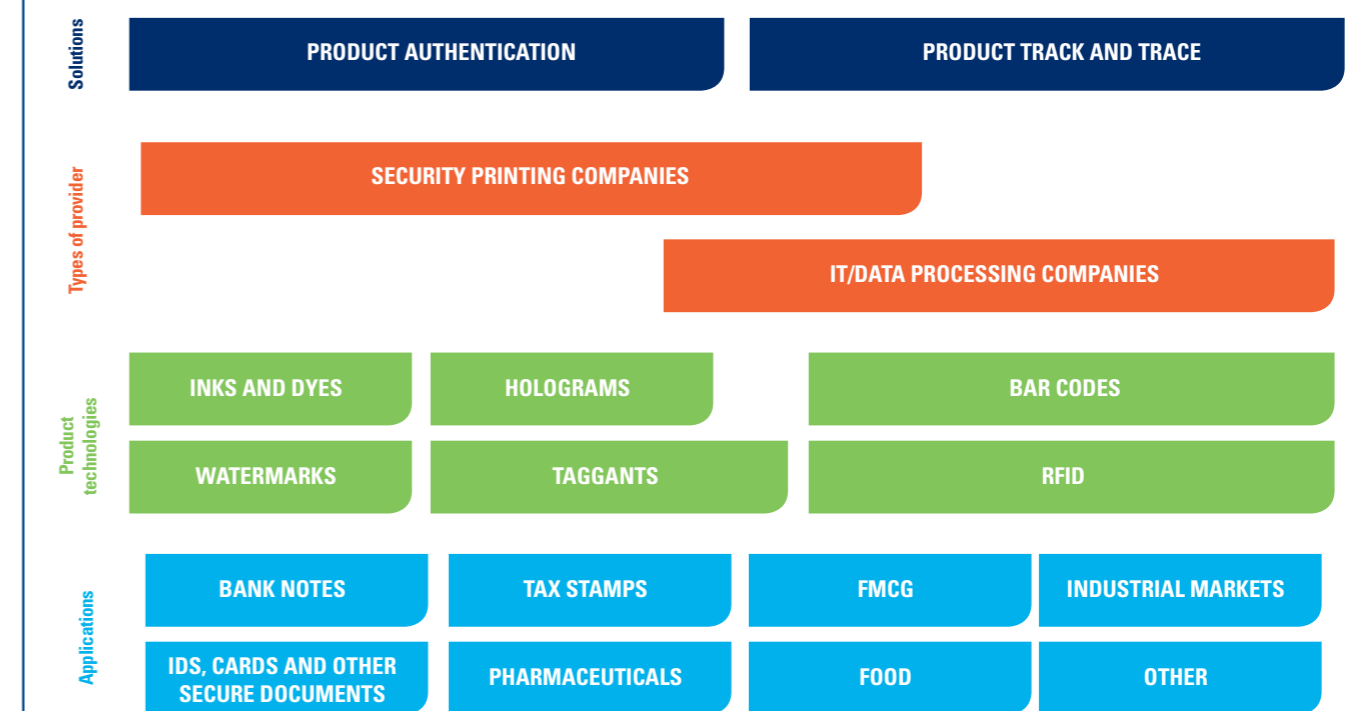 Solutions
PRODUCT AUTHENTICATION
PRODUCT TRACK AND TRACE
Types of provider
SECURITY PRINTING COMPANIES
IT/DATA PROCESSING COMPANIES
Product
technologies
INKS AND DYES
HOLOGRAMS
BAR CODES
WATERMARKS
TAGGANTS
RFID
Applications
BANK NOTES
TAX STAMPS
FMCG
INDUSTRIAL MARKETS
IDS, CARDS AND OTHER
SECURE DOCUMENTS
PHARMACEUTICALS
FOOD
OTHER